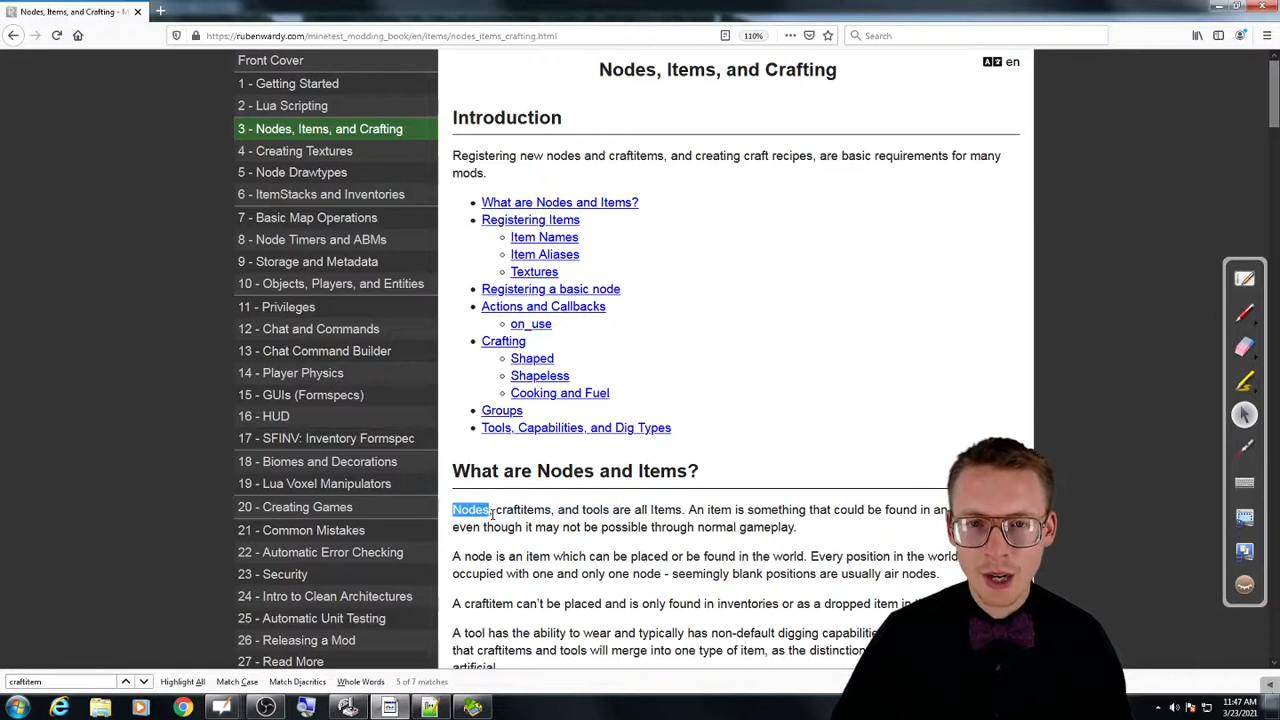 Nodes, Items, and Crafting - M
https://rubenwardy.com/minetest_modding_book/en/items/nodes_items_crafting.html
110%
Search
Front Cover
1 - Getting Started
2 - Lua Scripting
3 - Nodes, Items, and Crafting
4 - Creating Textures
5 - Node Drawtypes
6 - ItemStacks and Inventories
7 - Basic Map Operations
8 - Node Timers and ABMs
9 - Storage and Metadata
10 - Objects, Players, and Entities
11 - Privileges
12 - Chat and Commands
13 - Chat Command Builder
14 - Player Physics
15 - GUIs (Formspecs)
16 - HUD
17 - SFINV: Inventory Formspec
18 - Biomes and Decorations
19 - Lua Voxel Manipulators
20 - Creating Games
21 - Common Mistakes
22 - Automatic Error Checking
23 - Security
24 - Intro to Clean Architectures
25 - Automatic Unit Testing
26 - Releasing a Mod
27 - Read More
en
Nodes, Items, and Crafting
Introduction
Registering new nodes and craftitems, and creating craft recipes, are basic requirements for many
mods.
What are Nodes and Items?
Registering Items
Item Names
Item Aliases
Textures
Registering a basic node
Actions and Callbacks
on_use
Crafting
Shaped
Shapeless
Cooking and Fuel
Groups
Tools, Capabilities, and Dig Types
What are Nodes and Items?
Nodes, craftitems, and tools are all Items. An item is something that could be found in an
even though it may not be possible through normal gameplay.
A node is an item which can be placed or be found in the world. Every position in the world
occupied with one and only one node - seemingly blank positions are usually air nodes.
A craftitem can't be placed and is only found in inventories or as a dropped item in
A tool has the ability to wear and typically has non-default digging capabilitie
that craftitems and tools will merge into one type of item, as the distinction
artificial.
craftitem
Highlight All
Match Case
Match Diacritics
Whole Words
5 of 7 matches
11:47 AM
3/23/2021